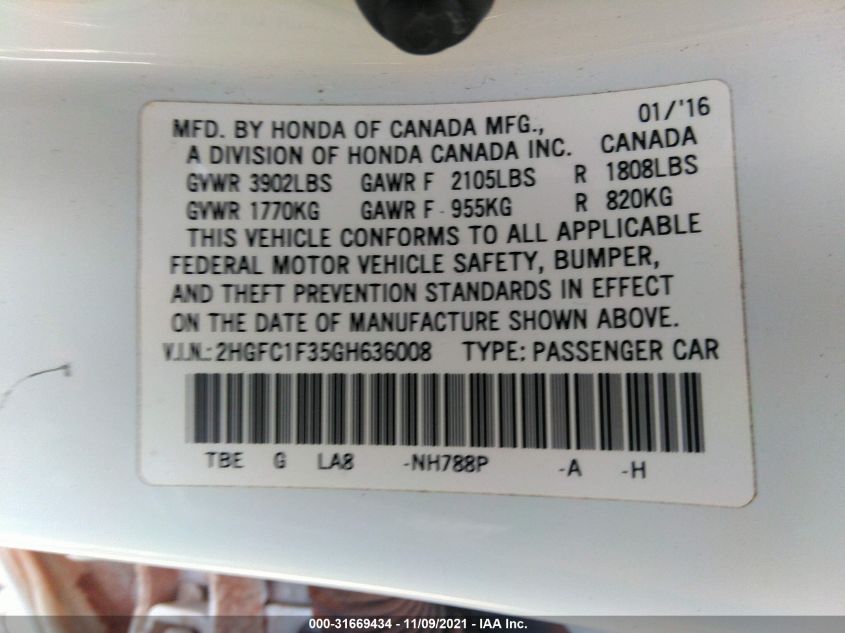 01/'16
MFD. BY HONDA OF CANADA MFG.,
A DIVISION OF HONDA CANADA INC. CANADA
GVWR 3902LBS GAWR F 2105LBS R 1808LBS
GVWR 1770KG GAWR F 955KG R 820KG
THIS VEHICLE CONFORMS TO ALL APPLICABLE
FEDERAL MOTOR VEHICLE SAFETY, BUMPER,
AND THEFT PREVENTION STANDARDS IN EFFECT
ON THE DATE OF MANUFACTURE SHOWN ABOVE.
V.I.N.: 2HGFC1F35GH636008 TYPE: PASSENGER CAR
TBE G LA8 -NH788P -A -H
000-31669434 - 11/09/2021 - IAA Inc.